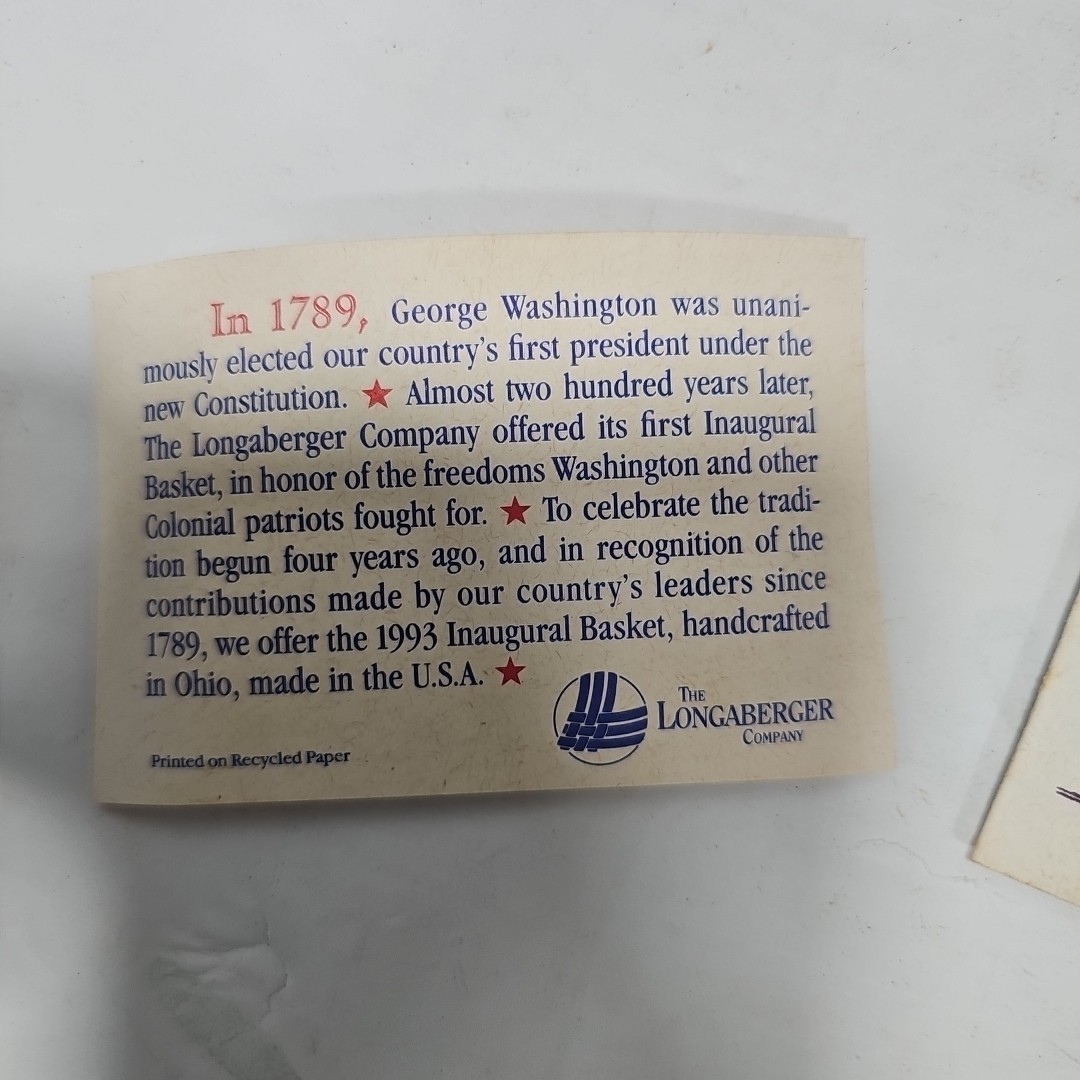 In 1789, George Washington was unani-
mously elected our country's first president under the
new Constitution. ★ Almost two hundred years later,
The Longaberger Company offered its first Inaugural
Basket, in honor of the freedoms Washington and other
Colonial patriots fought for. ★ To celebrate the tradi-
tion begun four years ago, and in recognition of the
contributions made by our country's leaders since
1789, we offer the 1993 Inaugural Basket, handcrafted
in Ohio, made in the U.S.A. ★
THE
LONGABERGER
COMPANY
Printed on Recycled Paper